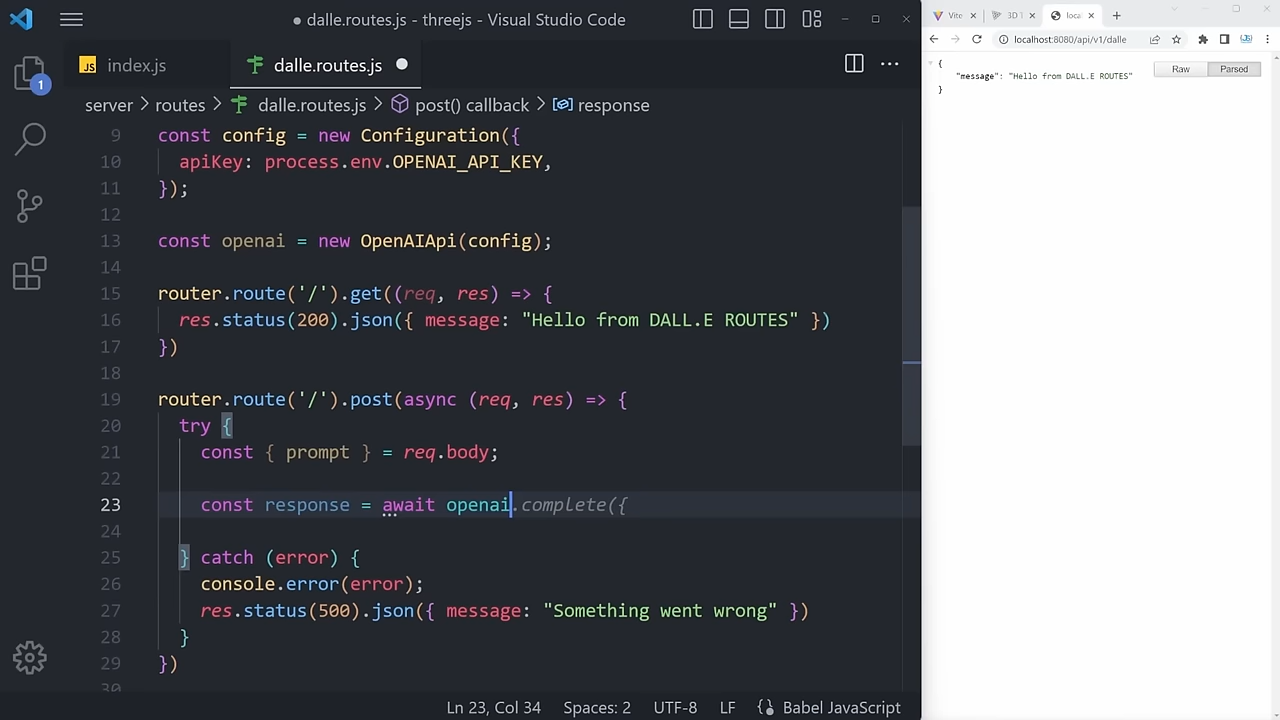 dalle.routes.js - threejs - Visual Studio Code
index.js
dalle.routes.js
server > routes > dalle.routes.js > post() callback > response
1
9 const config = new Configuration({
10 apiKey: process.env.OPENAI_API_KEY,
11 });
12
13 const openai = new OpenAIApi(config);
14
15 router.route('/').get((req, res) => {
16 res.status(200).json({ message: "Hello from DALL.E ROUTES" })
17 })
18
19 router.route('/').post(async (req, res) => {
20 try {
21 const { prompt } = req.body;
22
23 const response = await openai.complete({
24
25 } catch (error) {
26 console.error(error);
27 res.status(500).json({ message: "Something went wrong" })
28 }
29 })
30
Ln 23, Col 34 Spaces: 2 UTF-8 LF Babel JavaScript
Vite
3D T
loca
localhost:8080/api/v1/dalle
{
"message": "Hello from DALL.E ROUTES"
}
Raw Parsed